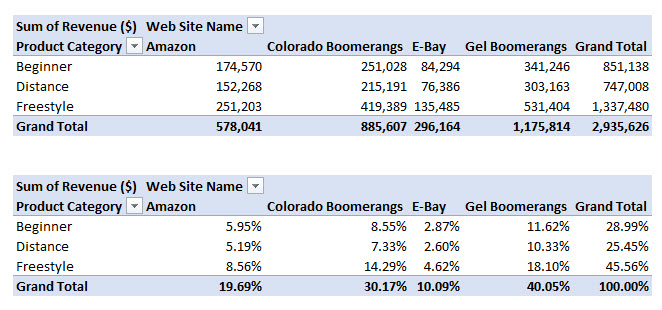 Sum of Revenue ($) Web Site Name
Product Category Amazon Colorado Boomerangs E-Bay Gel Boomerangs Grand Total
Beginner 174,570 251,028 84,294 341,246 851,138
Distance 152,268 215,191 76,386 303,163 747,008
Freestyle 251,203 419,389 135,485 531,404 1,337,480
Grand Total 578,041 885,607 296,164 1,175,814 2,935,626
Sum of Revenue ($) Web Site Name
Product Category Amazon Colorado Boomerangs E-Bay Gel Boomerangs Grand Total
Beginner 5.95% 8.55% 2.87% 11.62% 28.99%
Distance 5.19% 7.33% 2.60% 10.33% 25.45%
Freestyle 8.56% 14.29% 4.62% 18.10% 45.56%
Grand Total 19.69% 30.17% 10.09% 40.05% 100.00%